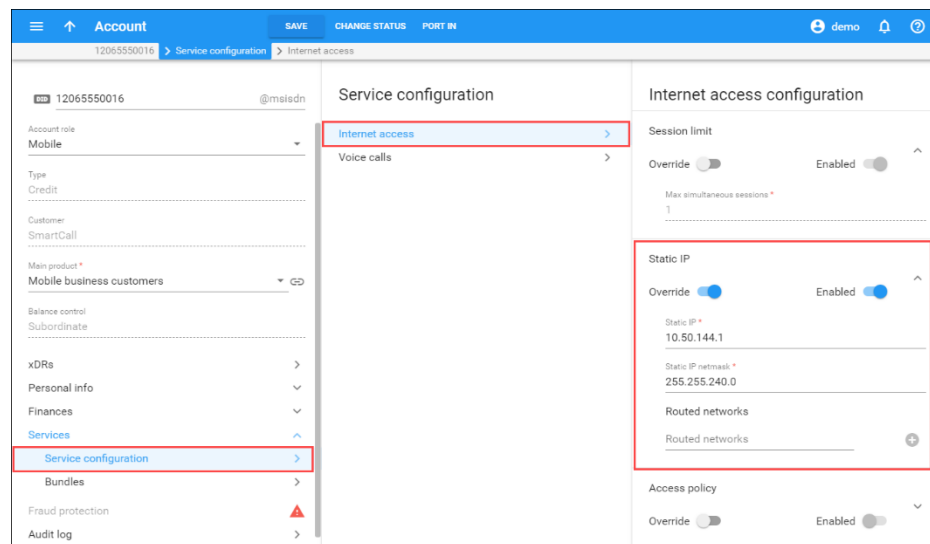 Account
SAVE
CHANGE STATUS
PORT IN
demo
12065550016
Service configuration
Internet access
DID
12065550016
@msisdn
Account role
Mobile
Type
Credit
Customer
SmartCall
Main product *
Mobile business customers
Balance control
Subordinate
xDRs
Personal info
Finances
Services
Service configuration
Bundles
Fraud protection
Audit log
Service configuration
Internet access
Voice calls
Internet access configuration
Session limit
Override
Enabled
Max simultaneous sessions *
1
Static IP
Override
Enabled
Static IP *
10.50.144.1
Static IP netmask *
255.255.240.0
Routed networks
Routed networks
Access policy
Override
Enabled